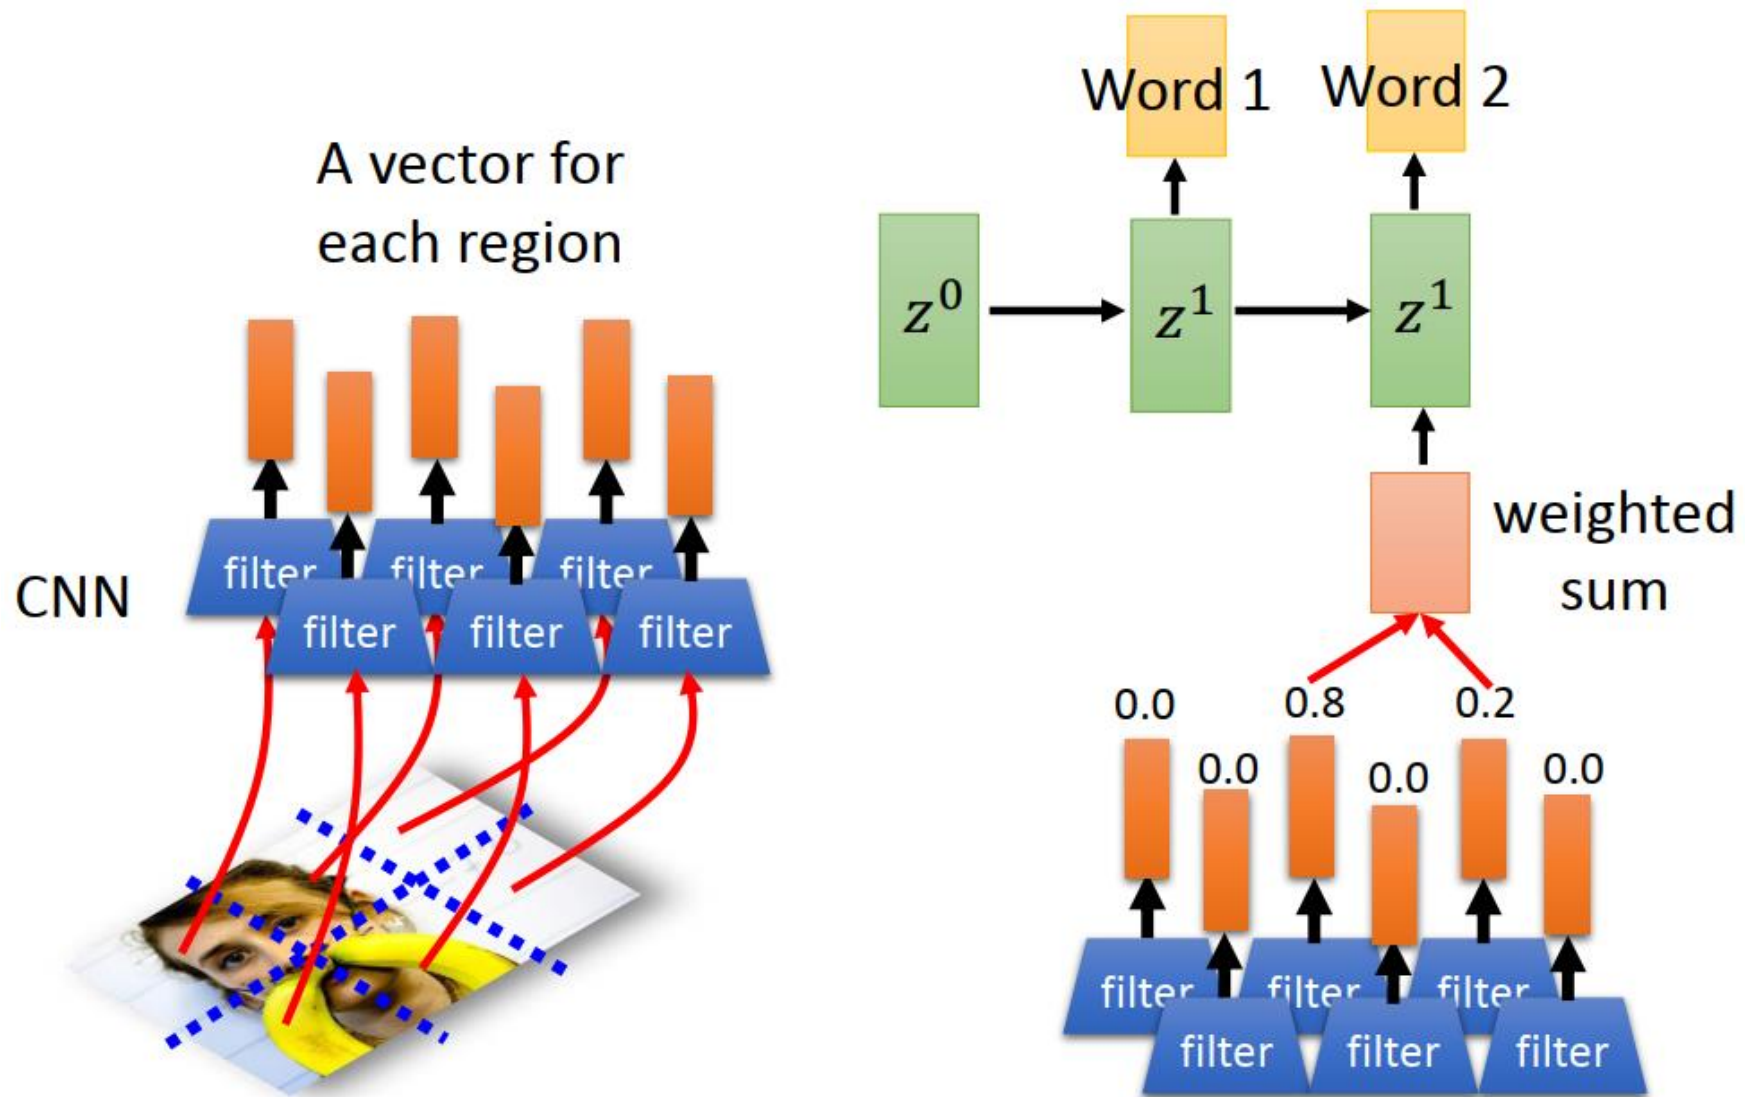 A vector for
each region
CNN
filter
filter
filter
filter
filter
filter
Word 1
Word 2
z⁰
z¹
z¹
weighted
sum
0.0
0.8
0.2
0.0
0.0
0.0
filter
filter
filter
filter
filter
filter